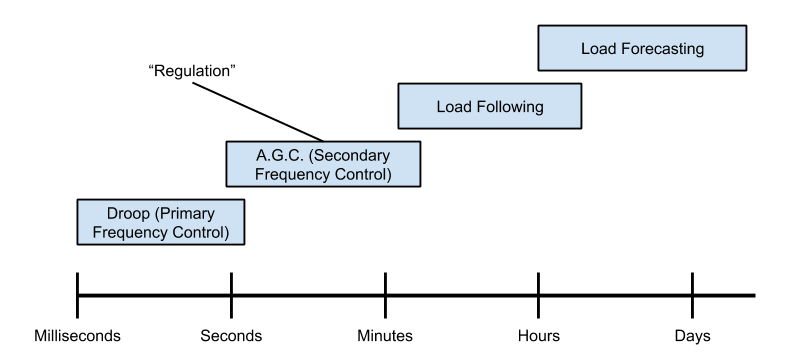 Load Forecasting
“Regulation”
Load Following
A.G.C. (Secondary
Frequency Control)
Droop (Primary
Frequency Control)
Milliseconds
Seconds
Minutes
Hours
Days